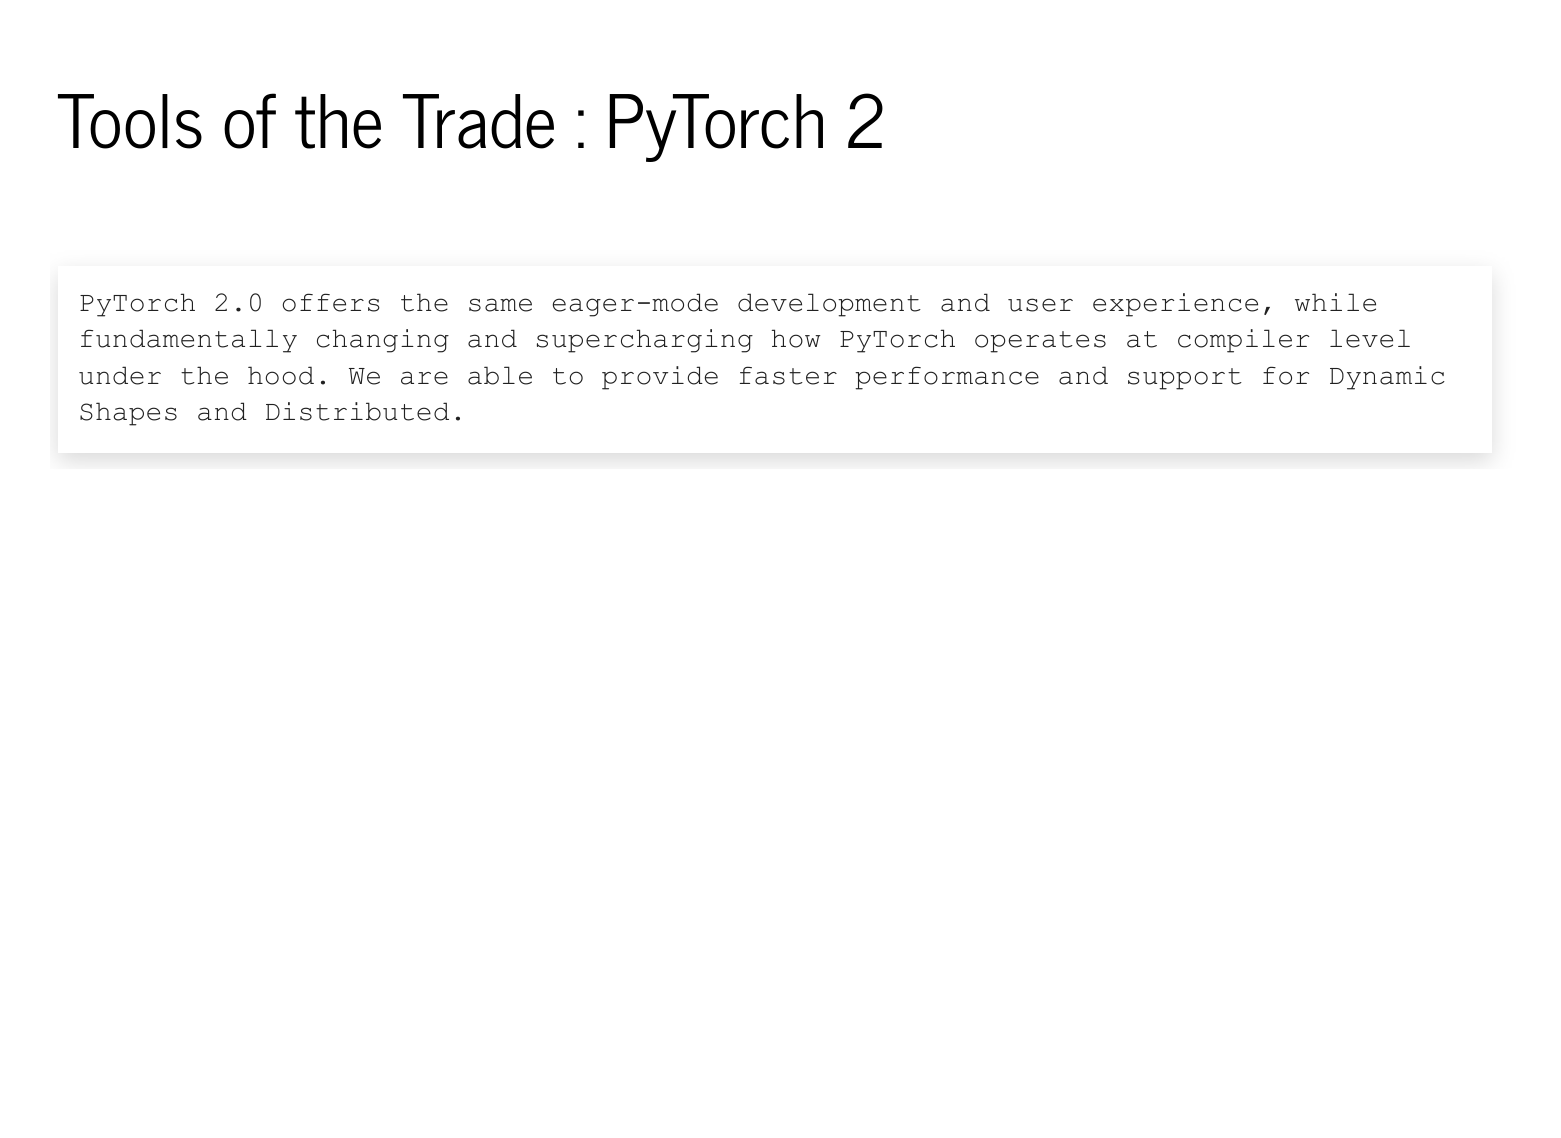 Tools of the Trade : PyTorch 2
PyTorch 2.0 offers the same eager-mode development and user experience, while
fundamentally changing and supercharging how PyTorch operates at compiler level
under the hood. We are able to provide faster performance and support for Dynamic
Shapes and Distributed.